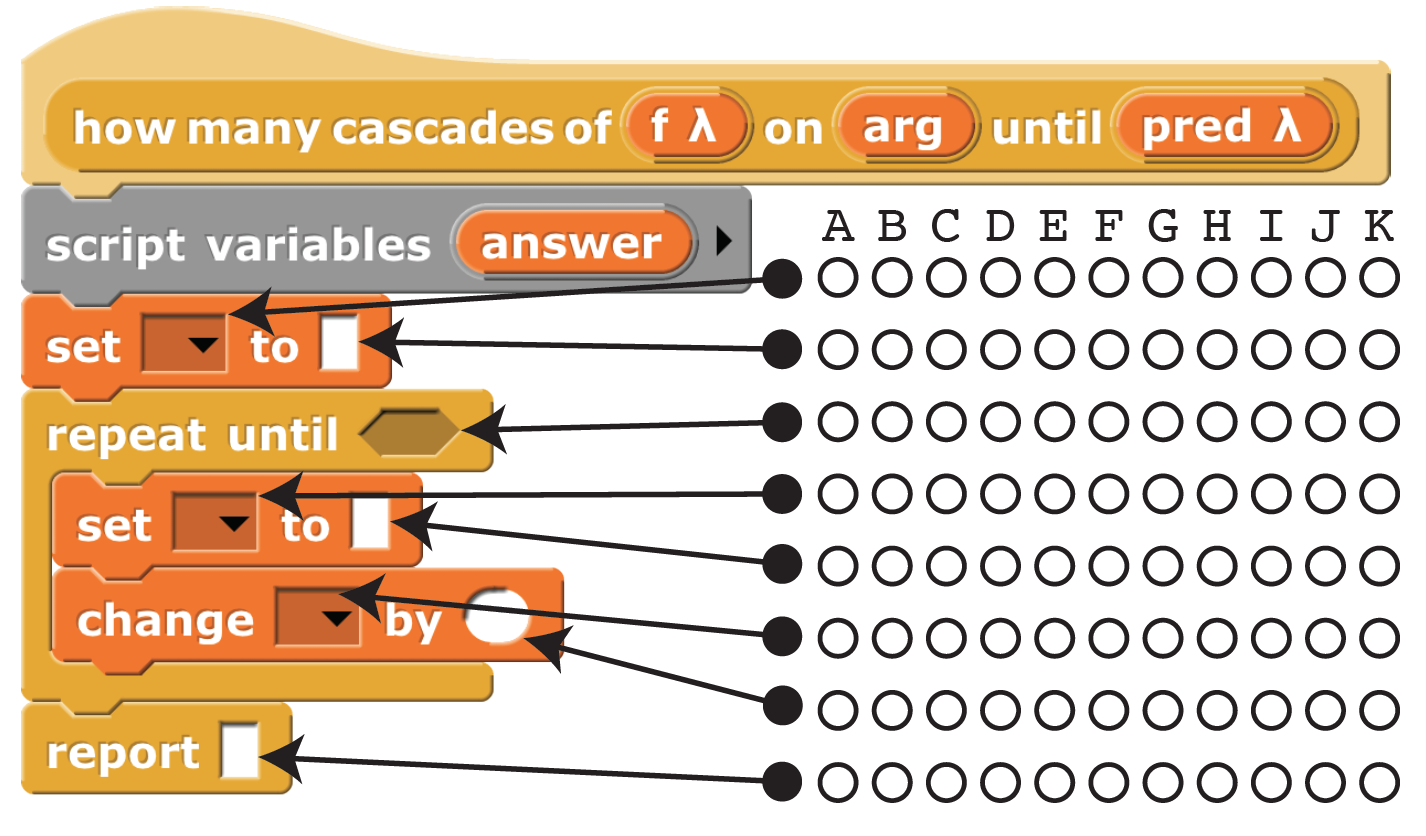 how many cascades of f λ on arg until pred λ
script variables answer
A B C D E F G H I J K
set to
repeat until
set to
change by
report